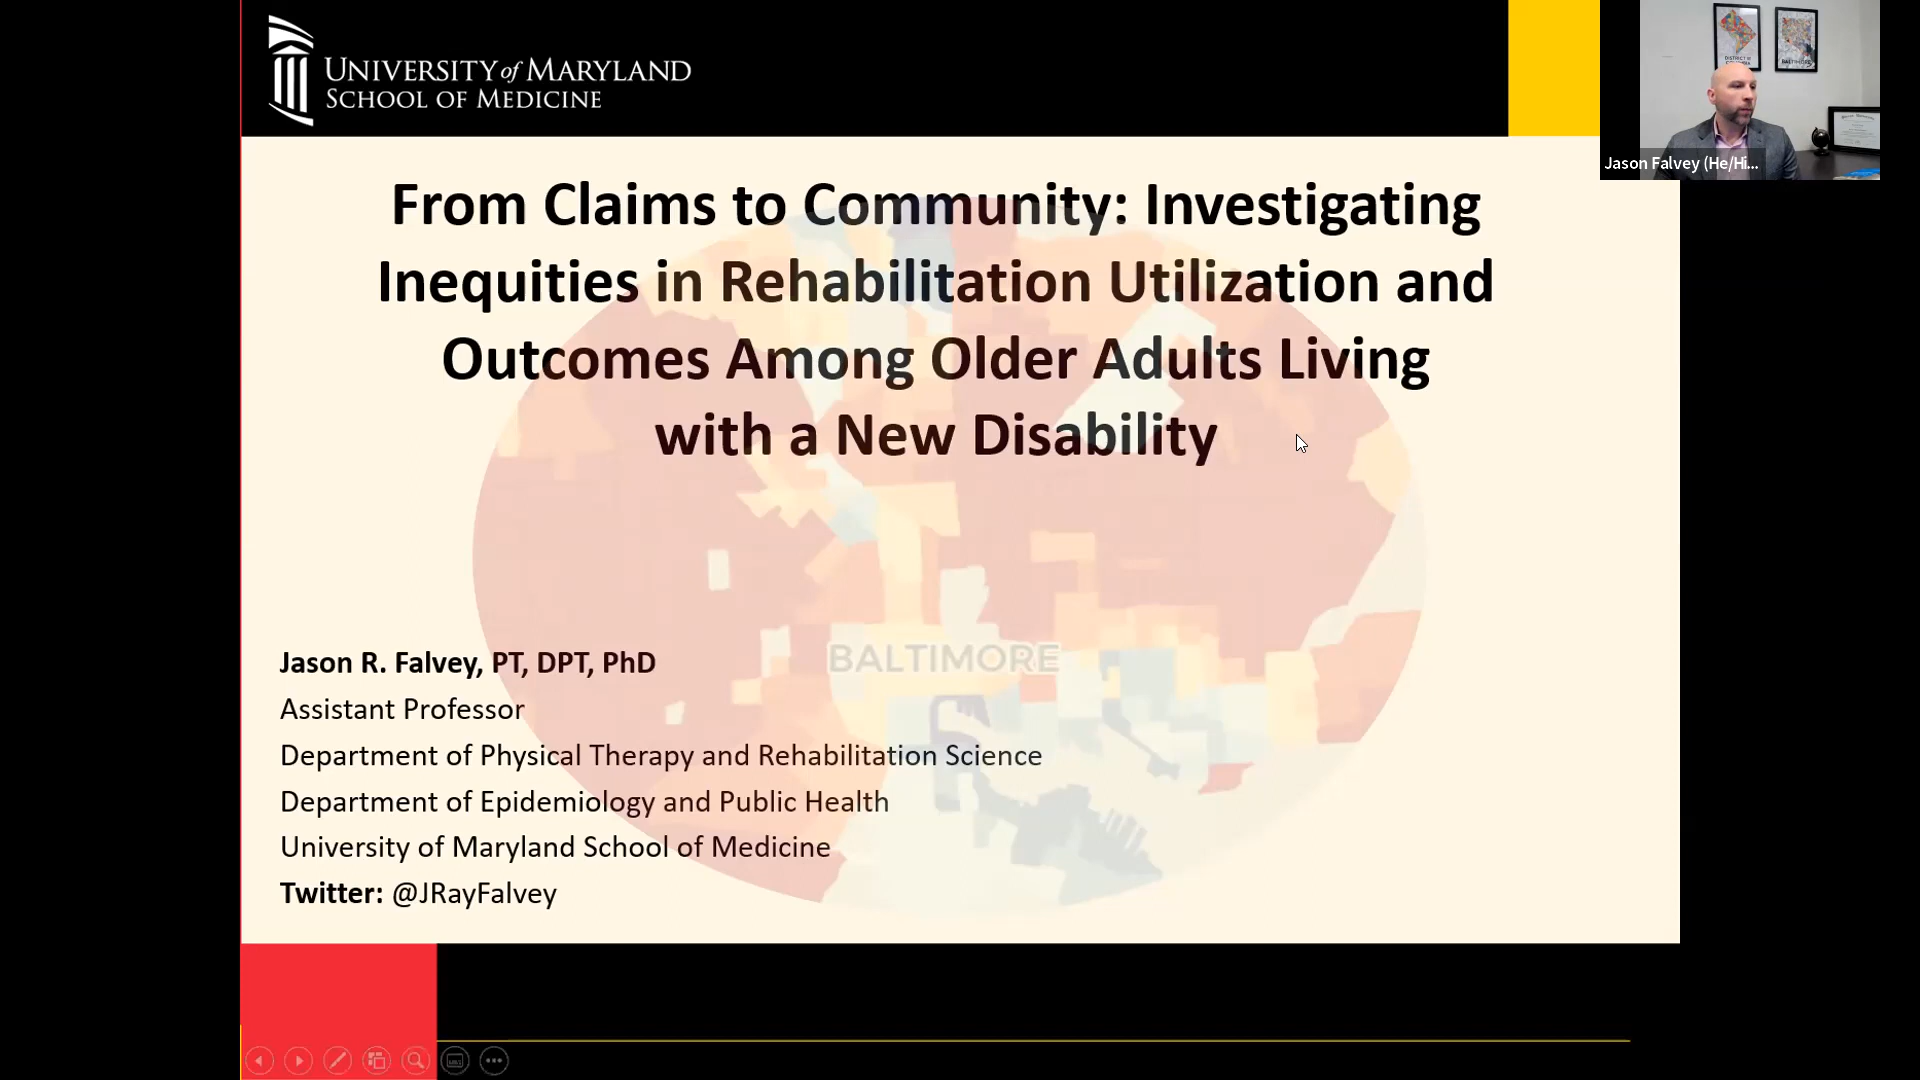 UNIVERSITY of MARYLAND
SCHOOL OF MEDICINE
From Claims to Community: Investigating
Inequities in Rehabilitation Utilization and
Outcomes Among Older Adults Living
with a New Disability
BALTIMORE
Jason R. Falvey, PT, DPT, PhD
Assistant Professor
Department of Physical Therapy and Rehabilitation Science
Department of Epidemiology and Public Health
University of Maryland School of Medicine
Twitter: @JRayFalvey
BALTIMORE
Jason Falvey (He/Hi...